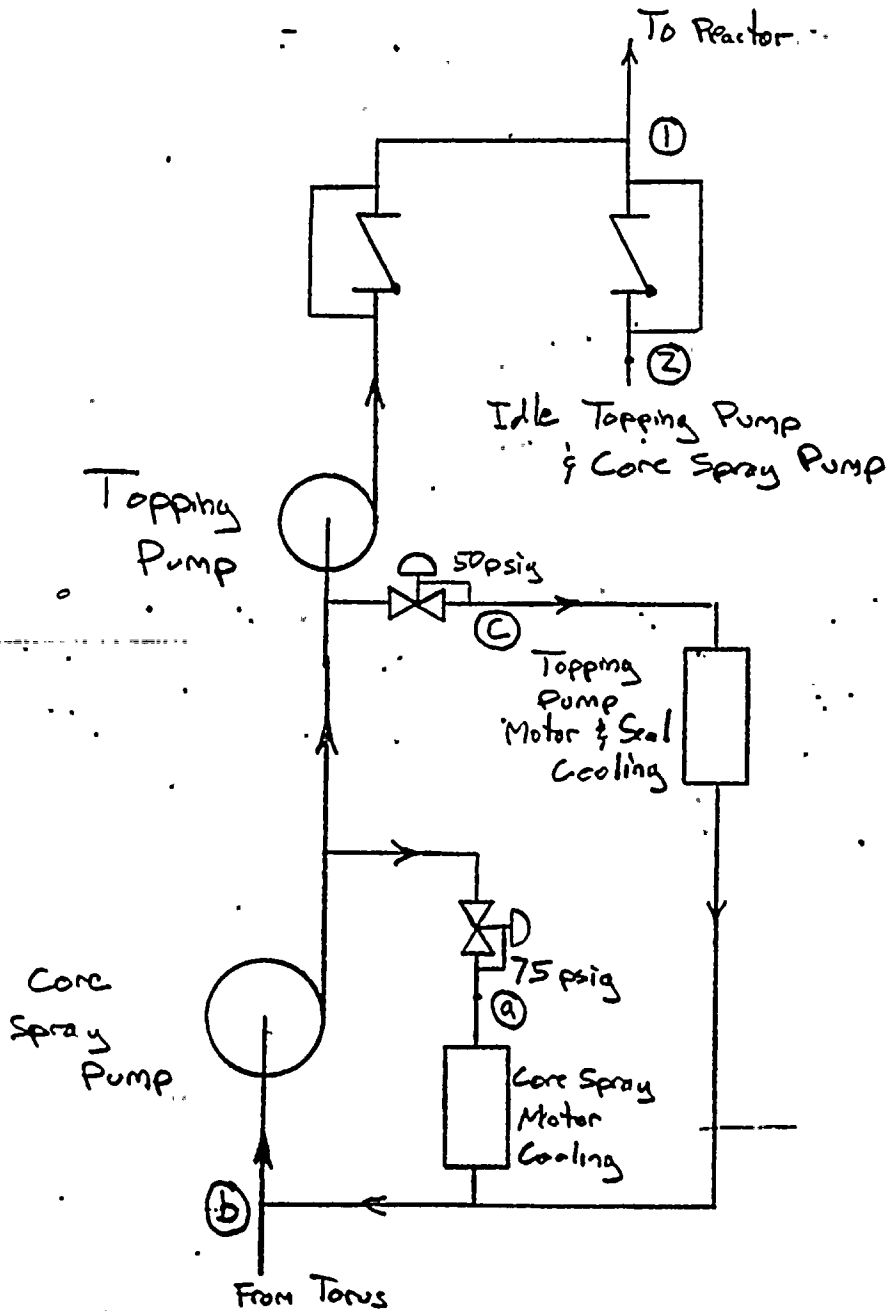 To Reactor
①
②
Idle Topping Pump
& Core Spray Pump
Topping
Pump
50psig
ⓒ
Topping
Pump
Motor & Seal
Cooling
75 psig
ⓐ
Core
Spray
Pump
Core Spray
Motor
Cooling
ⓑ
From Torus